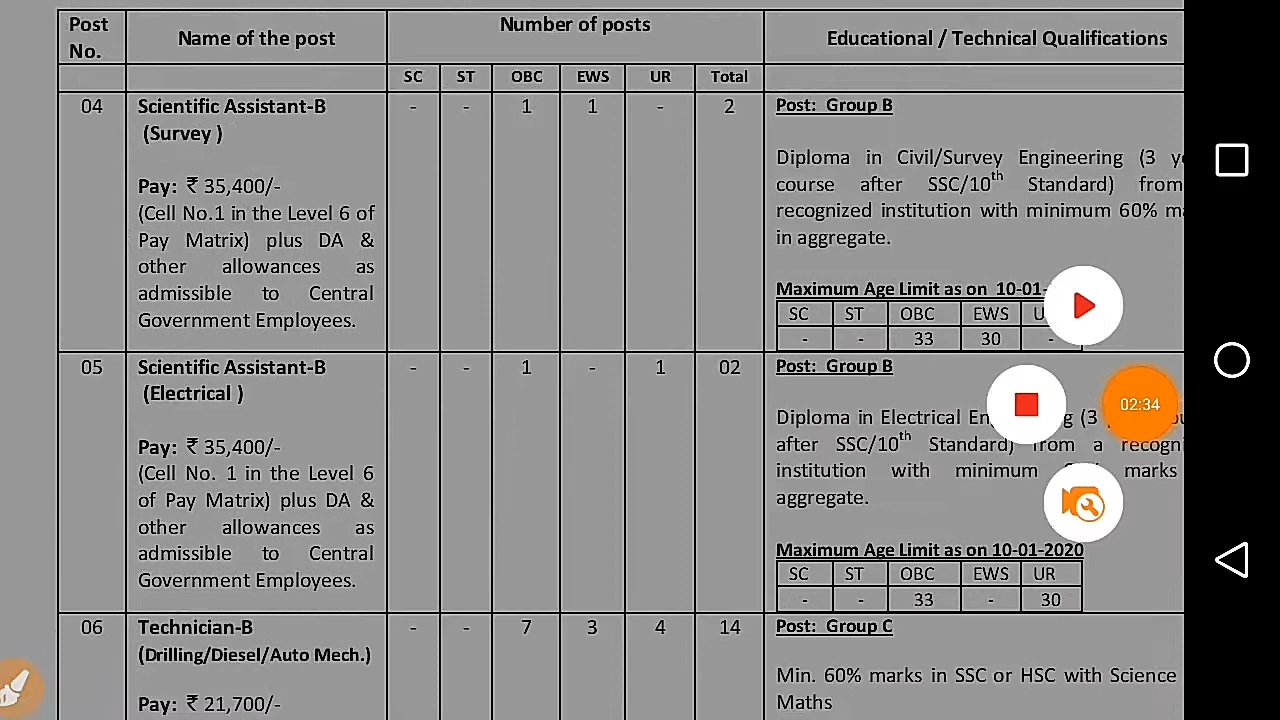 Post No.
Name of the post
Number of posts
Educational / Technical Qualifications
SC ST OBC EWS UR Total
04
Scientific Assistant-B
(Survey )
Pay: ₹ 35,400/-
(Cell No.1 in the Level 6 of
Pay Matrix) plus DA &
other allowances as
admissible to Central
Government Employees.
- - 1 1 - 2
Post: Group B
Diploma in Civil/Survey Engineering (3
course after SSC/10th Standard) from
recognized institution with minimum 60%
in aggregate.
Maximum Age Limit as on 10-01-
SC ST OBC EWS
- - 33 30 -
05
Scientific Assistant-B
(Electrical )
Pay: ₹ 35,400/-
(Cell No. 1 in the Level 6
of Pay Matrix) plus DA &
other allowances as
admissible to Central
Government Employees.
- - 1 - 1 02
Post: Group B
Diploma in Electrical (3
after SSC/10th Standard) from a
institution with minimum marks
aggregate.
Maximum Age Limit as on 10-01-2020
SC ST OBC EWS UR
- - 33 - 30
06
Technician-B
(Drilling/Diesel/Auto Mech.)
Pay: ₹ 21,700/-
- - 7 3 4 14
Post: Group C
Min. 60% marks in SSC or HSC with Science
Maths
02:34